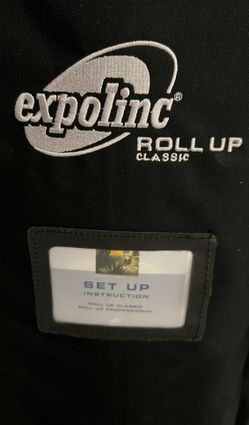 expolinc®
ROLL UP
CLASSIC
SET UP
INSTRUCTION
ROLL UP CLASSIC
ROLL UP PROFESSIONAL